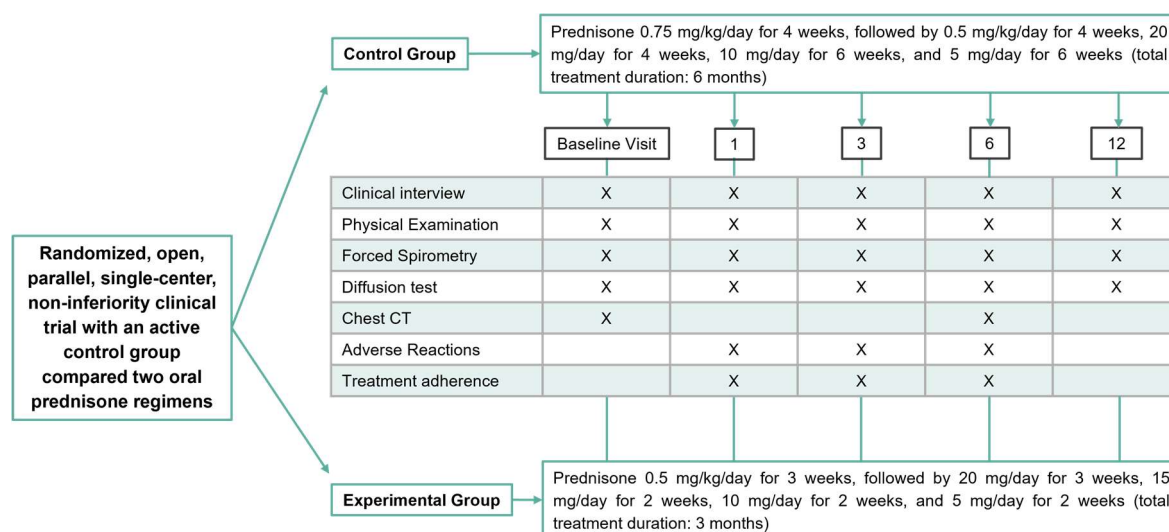 Prednisone 0.75 mg/kg/day for 4 weeks, followed by 0.5 mg/kg/day for 4 weeks, 20
mg/day for 4 weeks, 10 mg/day for 6 weeks, and 5 mg/day for 6 weeks (total
treatment duration: 6 months)
Control Group
Baseline Visit 1 3 6 12
Clinical interview X X X X X
Physical Examination X X X X X
Forced Spirometry X X X X X
Diffusion test X X X X X
Chest CT X X
Adverse Reactions X X X
Treatment adherence X X X
Randomized, open,
parallel, single-center,
non-inferiority clinical
trial with an active
control group
compared two oral
prednisone regimens
Experimental Group
Prednisone 0.5 mg/kg/day for 3 weeks, followed by 20 mg/day for 3 weeks, 15
mg/day for 2 weeks, 10 mg/day for 2 weeks, and 5 mg/day for 2 weeks (total
treatment duration: 3 months)